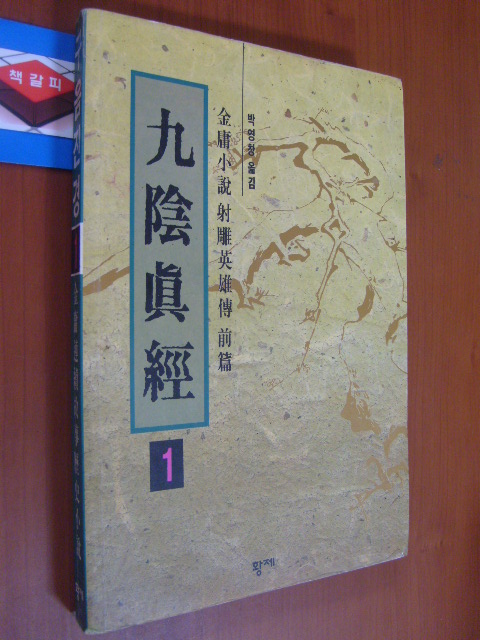 책갈피
九陰眞經
1
金庸小說 射雕英雄傳 前篇
박영창 옮김
황제